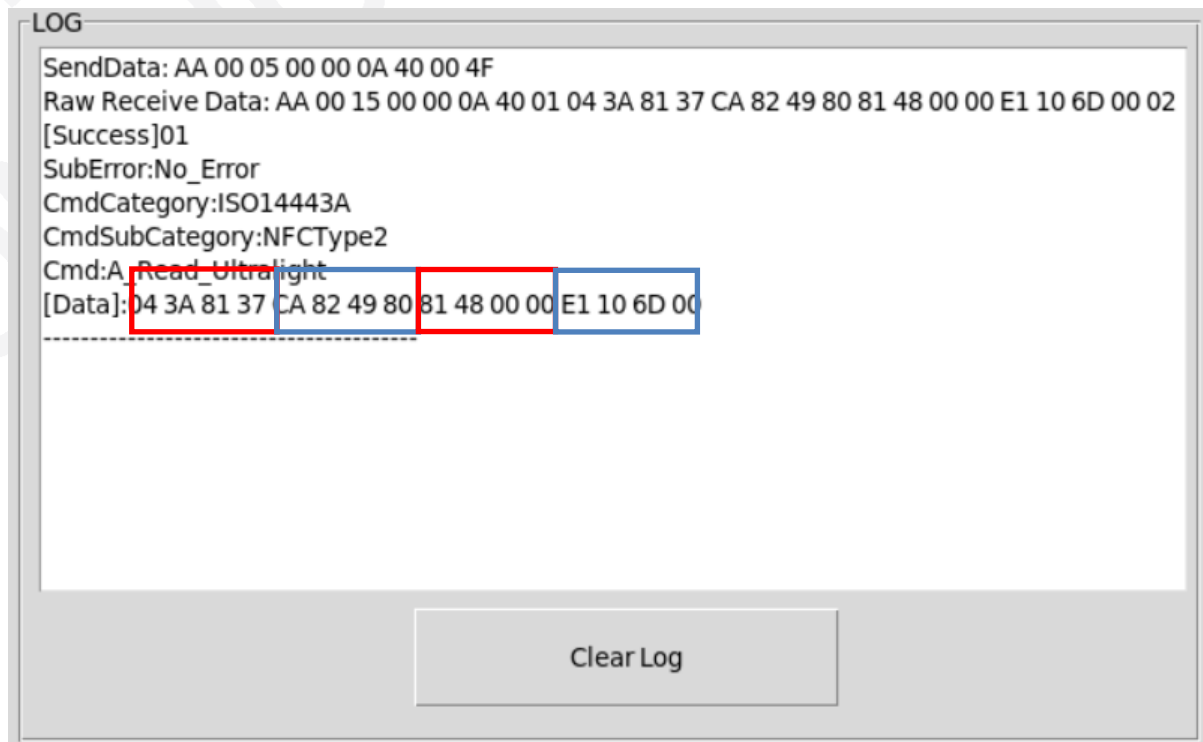 LOG
SendData: AA 00 05 00 00 0A 40 00 4F
Raw Receive Data: AA 00 15 00 00 0A 40 01 04 3A 81 37 CA 82 49 80 81 48 00 00 E1 10 6D 00 02
[Success]01
SubError:No_Error
CmdCategory:ISO14443A
CmdSubCategory:NFCType2
Cmd:A_Read_Ultralight
[Data]:04 3A 81 37 CA 82 49 80 81 48 00 00 E1 10 6D 00
----------------------------------------
Clear Log